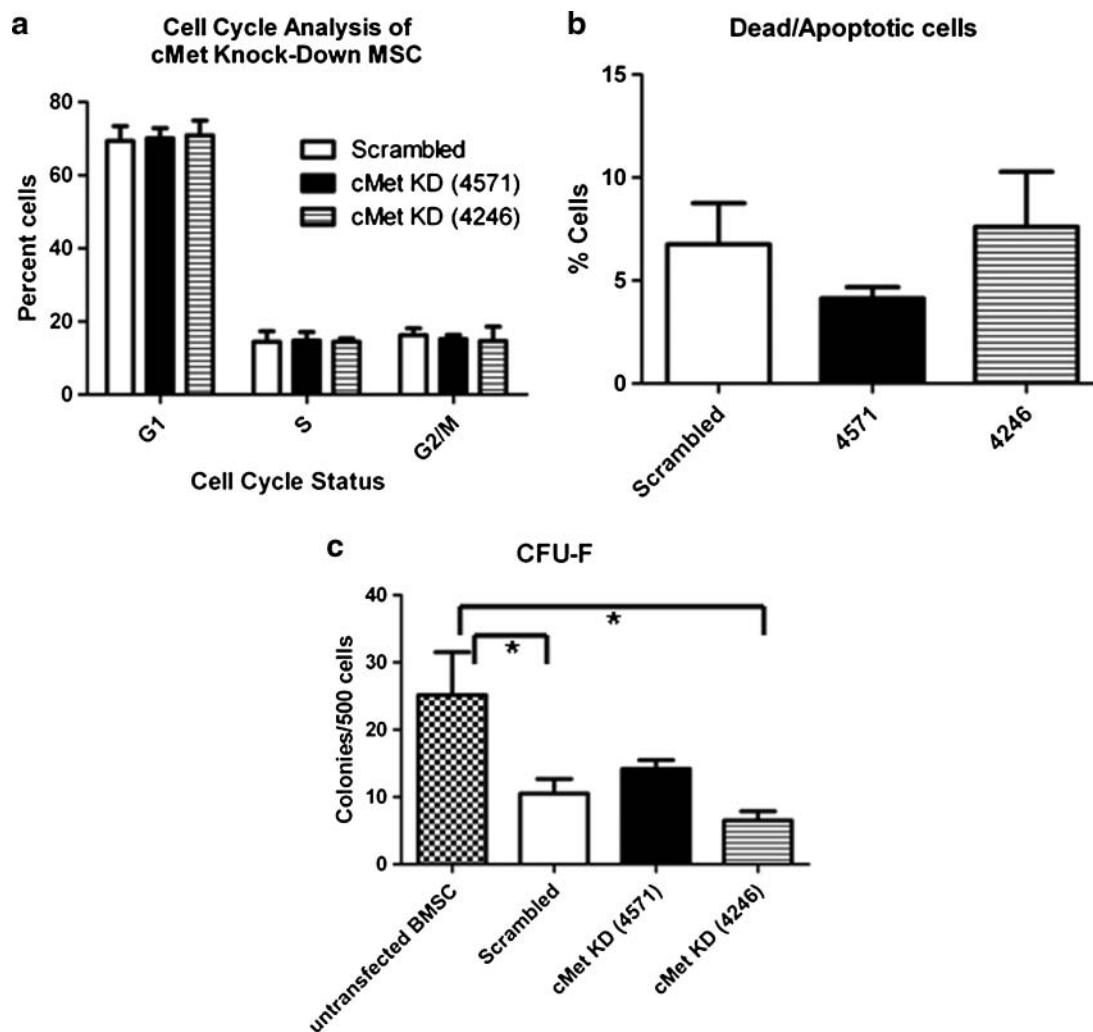 a
Cell Cycle Analysis of
cMet Knock-Down MSC
Percent cells
80
60
40
20
0
Scrambled
cMet KD (4571)
cMet KD (4246)
G1
S
G2/M
Cell Cycle Status
b
Dead/Apoptotic cells
% Cells
15
10
5
0
Scrambled
4571
4246
c
CFU-F
Colonies/500 cells
40
30
20
10
0
*
*
untrasfected BMSC
Scrambled
cMet KD (4571)
cMet KD (4246)